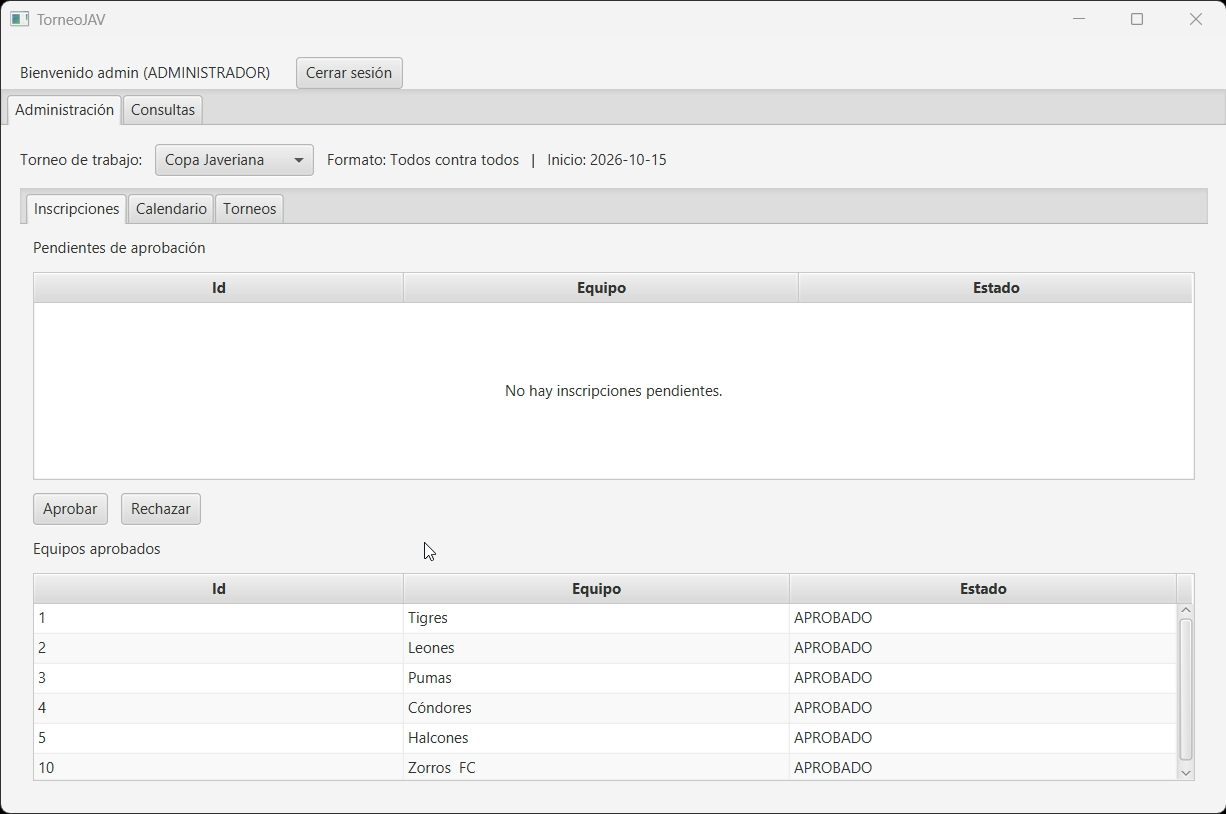 TorneoJAV
Bienvenido admin (ADMINISTRADOR) Cerrar sesión
Administración Consultas
Torneo de trabajo: Copa Javeriana Formato: Todos contra todos | Inicio: 2026-10-15
Inscripciones Calendario Torneos
Pendientes de aprobación
Id Equipo Estado
No hay inscripciones pendientes.
Aprobar Rechazar
Equipos aprobados
Id Equipo Estado
1 Tigres APROBADO
2 Leones APROBADO
3 Pumas APROBADO
4 Cóndores APROBADO
5 Halcones APROBADO
10 Zorros FC APROBADO